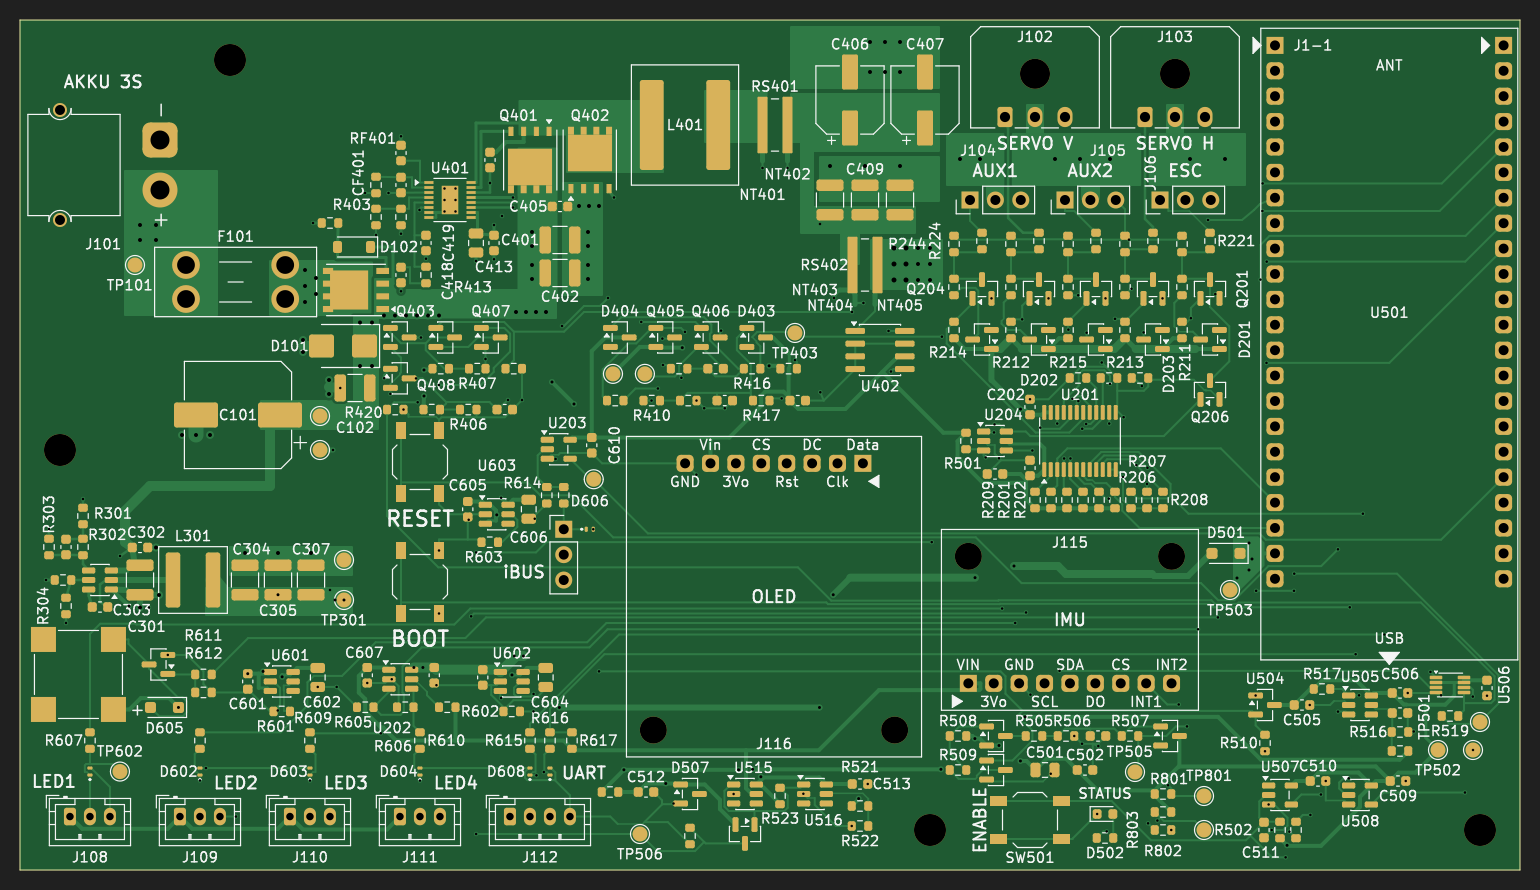 AKKU 3S
J101
TP101
F101
RF401
CF401
D102
U401
C418
C419
R413
C413
Q401
Q402
C405
C401
C402
L401
RS401
NT402
NT401
NT403
C406
C407
C409
RS402
NT403
NT404
NT405
P244
Q204
R224
J102
J103
SERVO V
SERVO H
J104
J105
J106
AUX1
AUX2
ESC
J1-1
ANT
U501
R221
Q201
D201
Q403
Q407
D404
Q405
Q406
D403
TP403
U402
R214
R212
R215
R213
R211
D203
D101
Q408
R407
R416
D202
U201
C202
U204
Q206
C101
C102
R420
R406
R410
R417
U203
C610
R501
R207
R206
R208
R209
R201
R202
Vin
CS
DC
Data
GND
3Vo
Rst
Clk
U603
C605
R614
D606
C606
R603
RESET
iBUS
BOOT
R303
R301
R302
C302
L301
C304
C307
R304
C303
C301
C305
TP301
OLED
J115
IMU
D501
TP503
USB
VIN
GND
SDA
CS
INT2
3Vo
SCL
DO
INT1
R611
R612
U601
C607
U602
C601
C602
R601
R609
R605
U202
R602
C604
R616
D605
R607
TP602
R606
R610
R615
R617
J116
R508
R505
R506
R507
R509
C501
C502
TP505
R517
U504
U505
C506
U506
C505
R516
TP501
R519
R510
TP502
LED1
D602
LED2
D603
LED3
D604
LED4
D608
UART
C512
D507
U515
R521
C513
R523
U516
R522
TP506
ENABLE
SW501
STATUS
D502
R803
R801
R802
TP801
R502
U507
C510
C509
U508
C511
J108
J109
J110
J111
J112